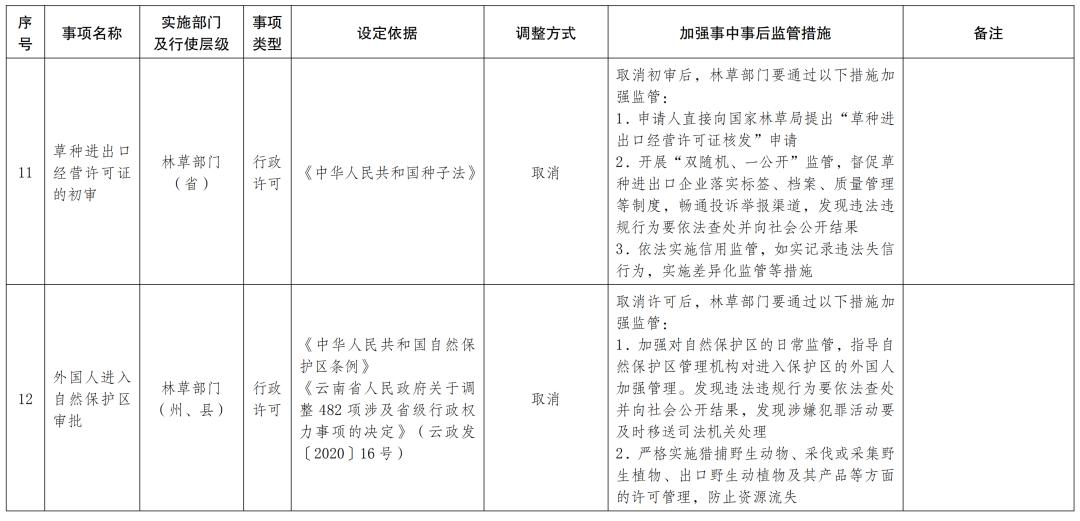 序号
事项名称
实施部门
及行使层级
事项
类型
设定依据
调整方式
加强事中事后监管措施
备注
11
草种进出口
经营许可证
的初审
林草部门
（省）
行政
许可
《中华人民共和国种子法》
取消
取消初审后，林草部门要通过以下措施加
强监管：
1．申请人直接向国家林草局提出“草种进
出口经营许可证核发”申请
2．开展“双随机、一公开”监管，督促草
种进出口企业落实标签、档案、质量管理
等制度，畅通投诉举报渠道，发现违法违
规行为要依法查处并向社会公开结果
3．依法实施信用监管，如实记录违法失信
行为，实施差异化监管等措施
12
外国人进入
自然保护区
审批
林草部门
（州、县）
行政
许可
《中华人民共和国自然保
护区条例》
《云南省人民政府关于调
整 482 项涉及省级行政权
力事项的决定》（云政发
〔2020〕16 号）
取消
取消许可后，林草部门要通过以下措施加
强监管：
1．加强对自然保护区的日常监管，指导自
然保护区管理机构对进入保护区的外国人
加强管理。发现违法违规行为要依法查处
并向社会公开结果，发现涉嫌犯罪活动要
及时移送司法机关处理
2．严格实施猎捕野生动物、采伐或采集野
生植物、出口野生动植物及其产品等方面
的许可管理，防止资源流失